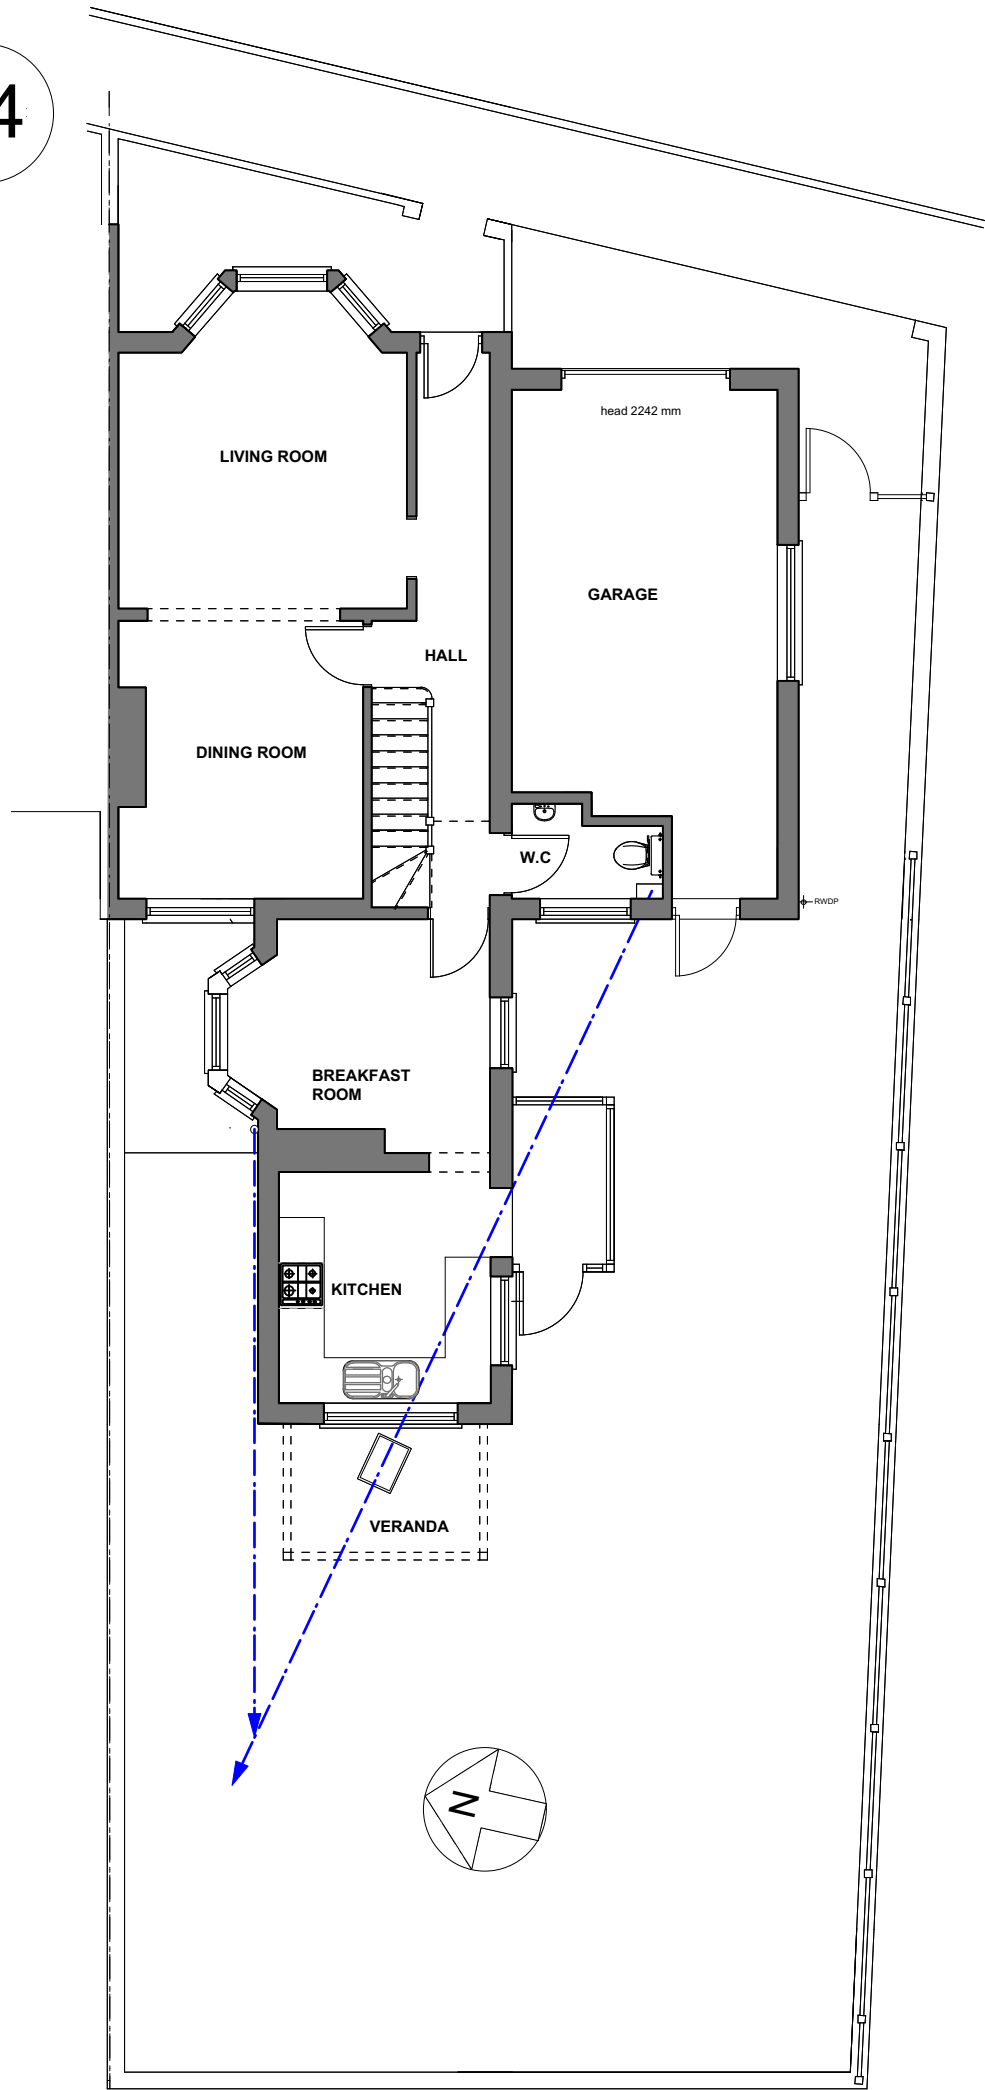 4
head 2242 mm
LIVING ROOM
GARAGE
HALL
DINING ROOM
W.C
RWDP
BREAKFAST
ROOM
KITCHEN
VERANDA
N